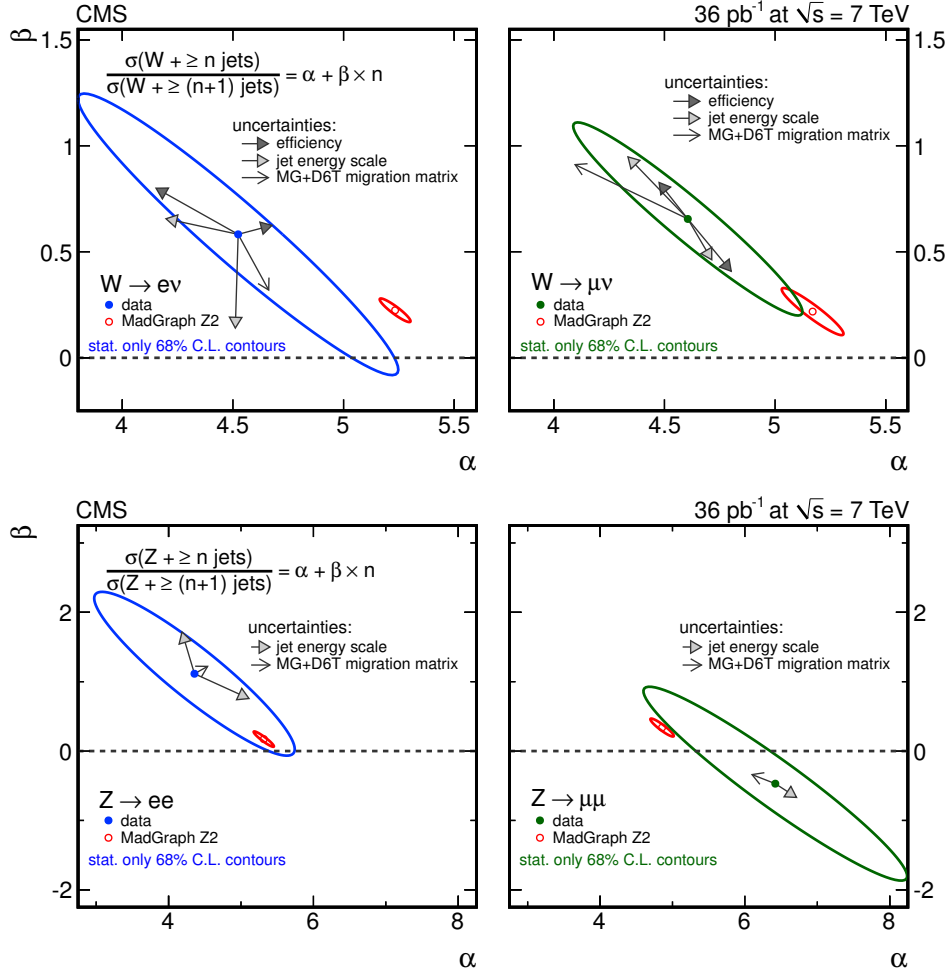 CMS
36 pb⁻¹ at √s = 7 TeV
β
1.5
1
0.5
0
σ(W + ≥ n jets)
σ(W + ≥ (n+1) jets)
= α + β × n
uncertainties:
efficiency
jet energy scale
MG+D6T migration matrix
W → eν
data
MadGraph Z2
stat. only 68% C.L. contours
4 4.5 5 5.5
α
uncertainties:
efficiency
jet energy scale
MG+D6T migration matrix
W → μν
data
MadGraph Z2
stat. only 68% C.L. contours
1.5
1
0.5
0
4 4.5 5 5.5
α
CMS
36 pb⁻¹ at √s = 7 TeV
β
2
0
-2
σ(Z + ≥ n jets)
σ(Z + ≥ (n+1) jets)
= α + β × n
uncertainties:
jet energy scale
MG+D6T migration matrix
Z → ee
data
MadGraph Z2
stat. only 68% C.L. contours
4 6 8
α
uncertainties:
jet energy scale
MG+D6T migration matrix
Z → μμ
data
MadGraph Z2
stat. only 68% C.L. contours
2
0
-2
4 6 8
α